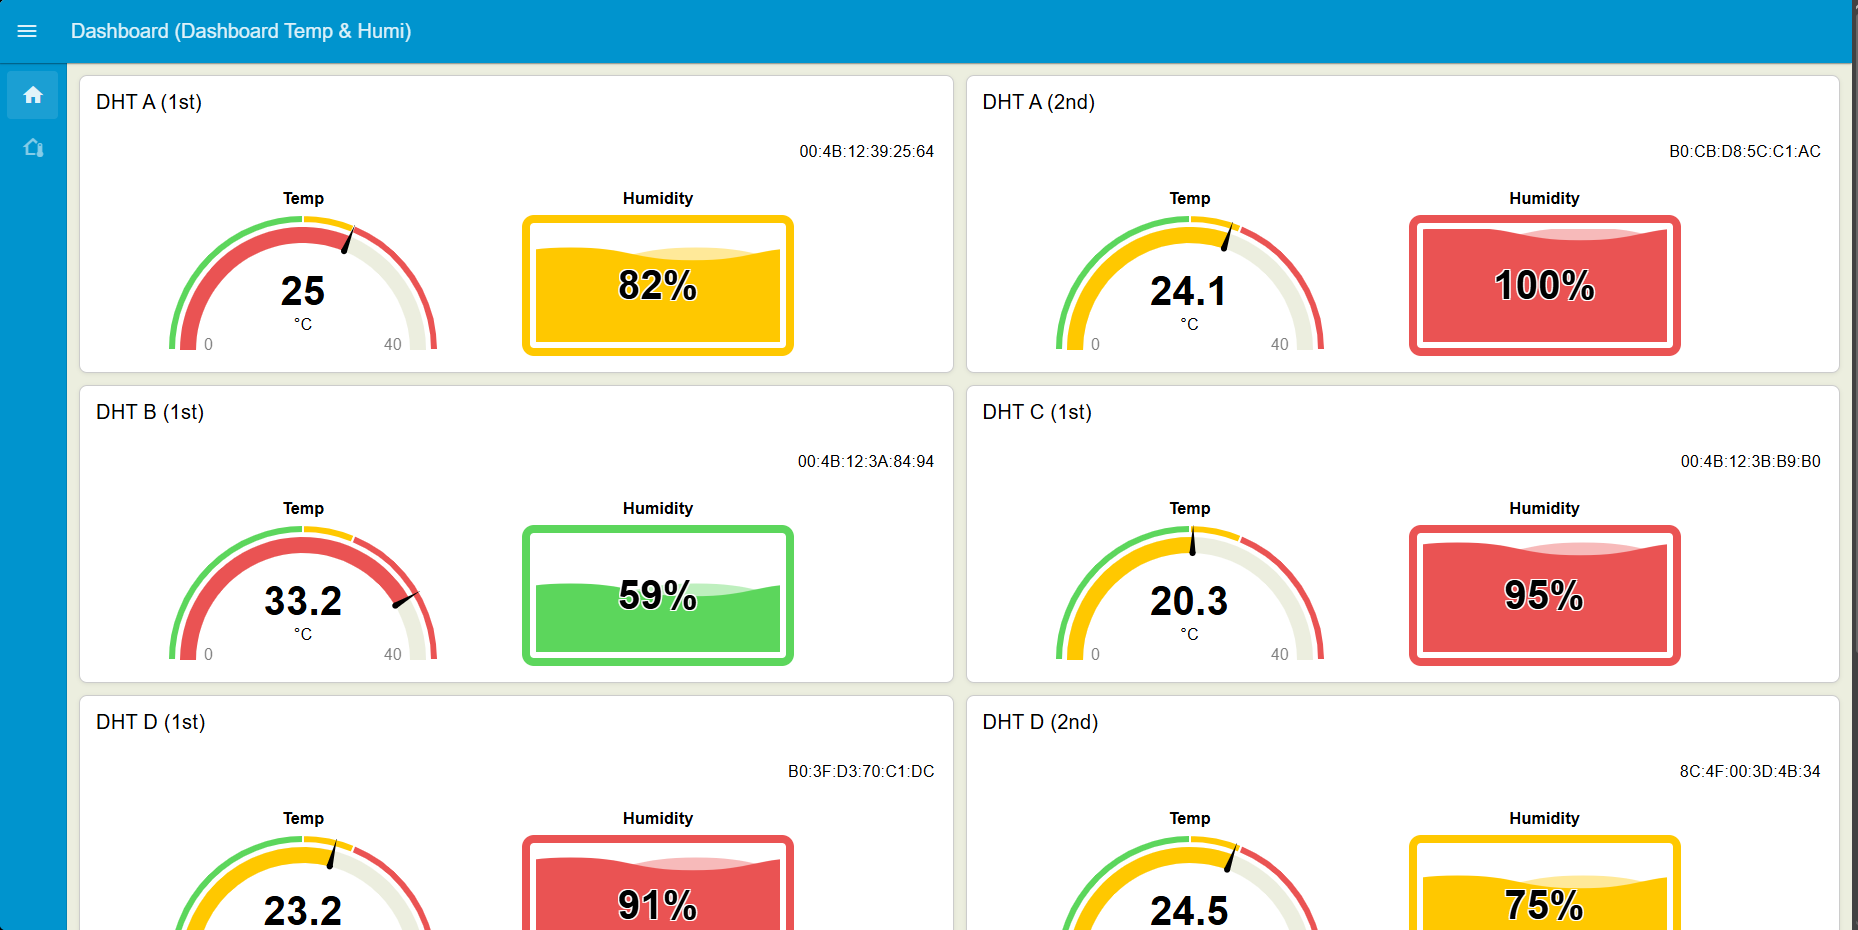 Dashboard (Dashboard Temp & Humi)
DHT A (1st)
00:4B:12:39:25:64
Temp
25
°C
0
40
Humidity
82%
DHT A (2nd)
B0:CB:D8:5C:C1:AC
Temp
24.1
°C
0
40
Humidity
100%
DHT B (1st)
00:4B:12:3A:84:94
Temp
33.2
°C
0
40
Humidity
59%
DHT C (1st)
00:4B:12:3B:B9:B0
Temp
20.3
°C
0
40
Humidity
95%
DHT D (1st)
B0:3F:D3:70:C1:DC
Temp
23.2
Humidity
91%
DHT D (2nd)
8C:4F:00:3D:4B:34
Temp
24.5
Humidity
75%